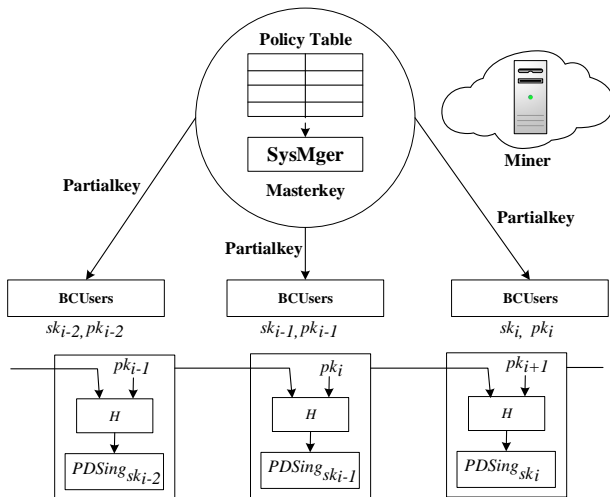 Policy Table
SysMger
Masterkey
Miner
Partialkey
Partialkey
Partialkey
BCUsers
BCUsers
BCUsers
sk_{i-2}, pk_{i-2}
sk_{i-1}, pk_{i-1}
sk_i, pk_i
pk_{i-1}
pk_i
pk_{i+1}
H
H
H
PDSing_{sk_{i-2}}
PDSing_{sk_{i-1}}
PDSing_{sk_i}